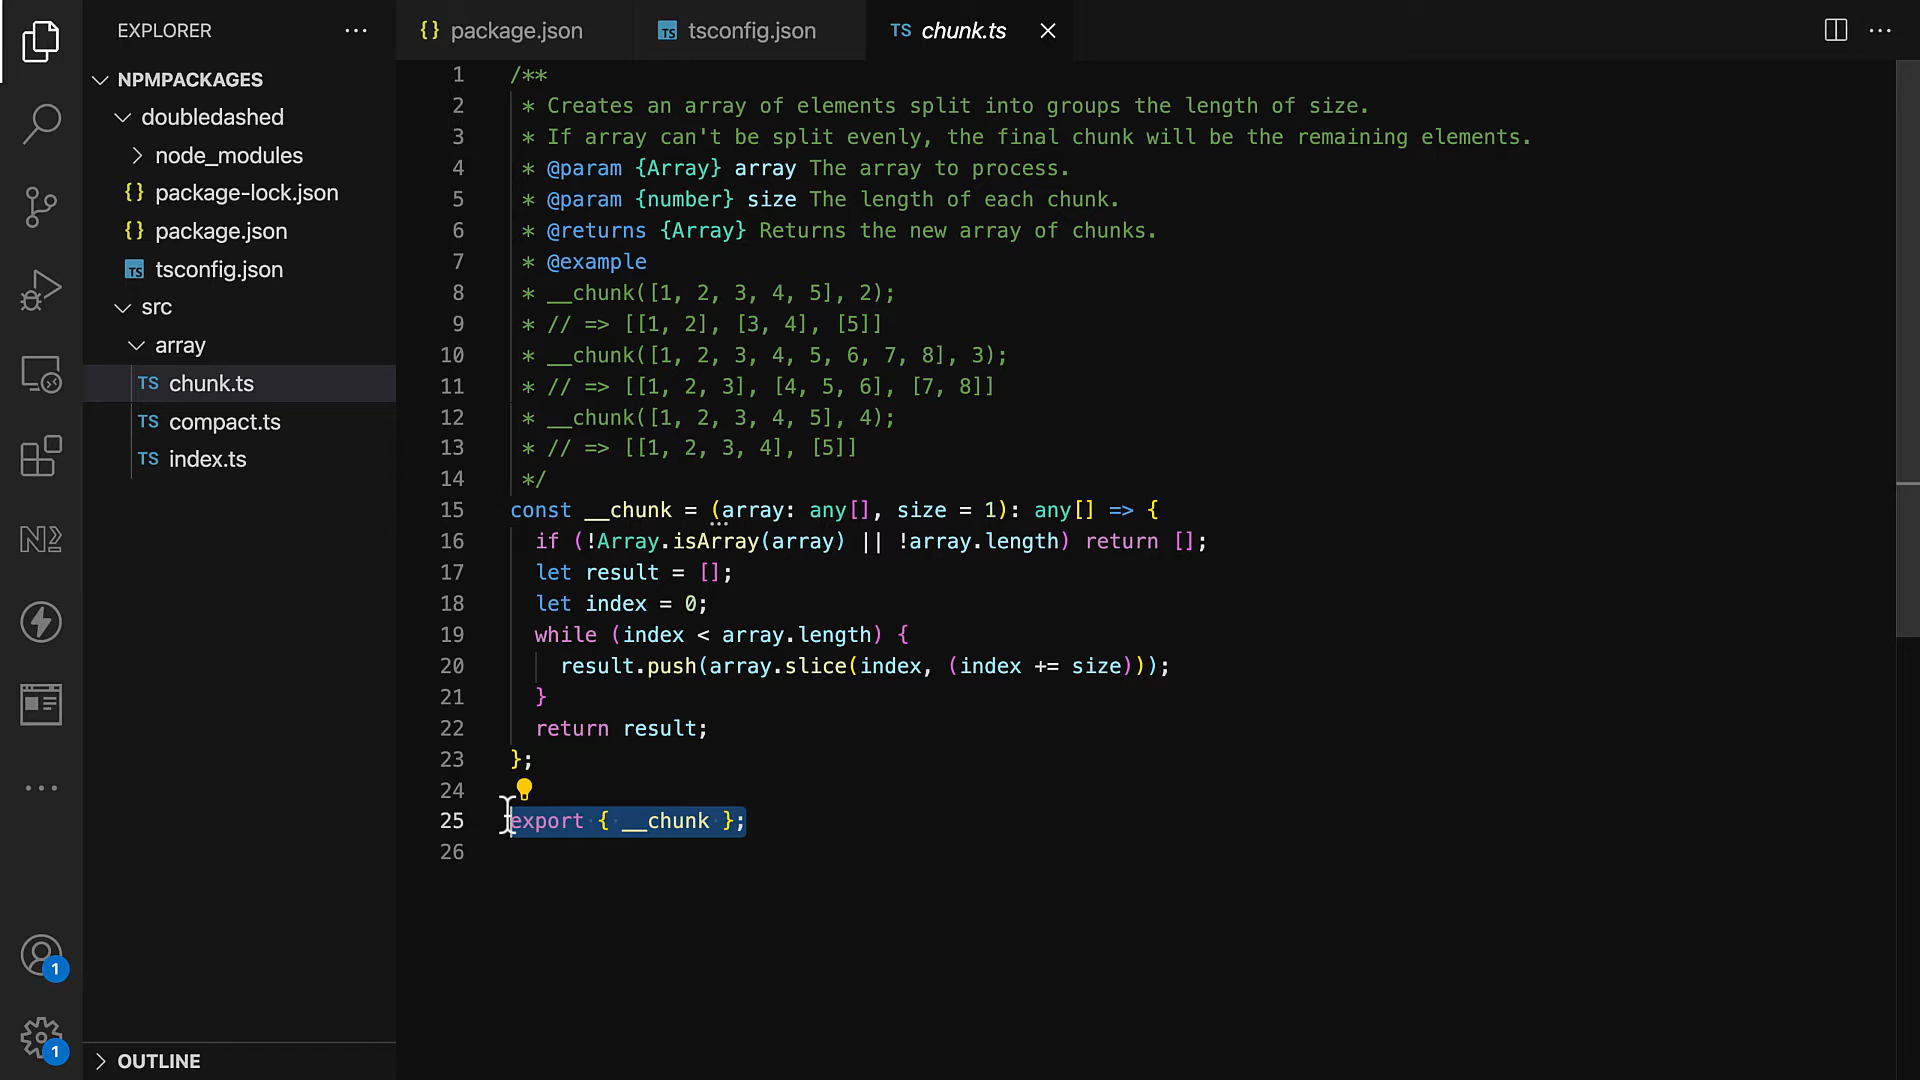 EXPLORER
NPMPACKAGES
doubledashed
node_modules
{} package-lock.json
{} package.json
TS tsconfig.json
src
array
TS chunk.ts
TS compact.ts
TS index.ts
OUTLINE
1
1
{} package.json
TS tsconfig.json
TS chunk.ts
1 /**
2 * Creates an array of elements split into groups the length of size.
3 * If array can't be split evenly, the final chunk will be the remaining elements.
4 * @param {Array} array The array to process.
5 * @param {number} size The length of each chunk.
6 * @returns {Array} Returns the new array of chunks.
7 * @example
8 * __chunk([1, 2, 3, 4, 5], 2);
9 * // => [[1, 2], [3, 4], [5]]
10 * __chunk([1, 2, 3, 4, 5, 6, 7, 8], 3);
11 * // => [[1, 2, 3], [4, 5, 6], [7, 8]]
12 * __chunk([1, 2, 3, 4, 5], 4);
13 * // => [[1, 2, 3, 4], [5]]
14 */
15 const __chunk = (array: any[], size = 1): any[] => {
16 if (!Array.isArray(array) || !array.length) return [];
17 let result = [];
18 let index = 0;
19 while (index < array.length) {
20 result.push(array.slice(index, (index += size)));
21 }
22 return result;
23 };
24
25 export { __chunk };
26